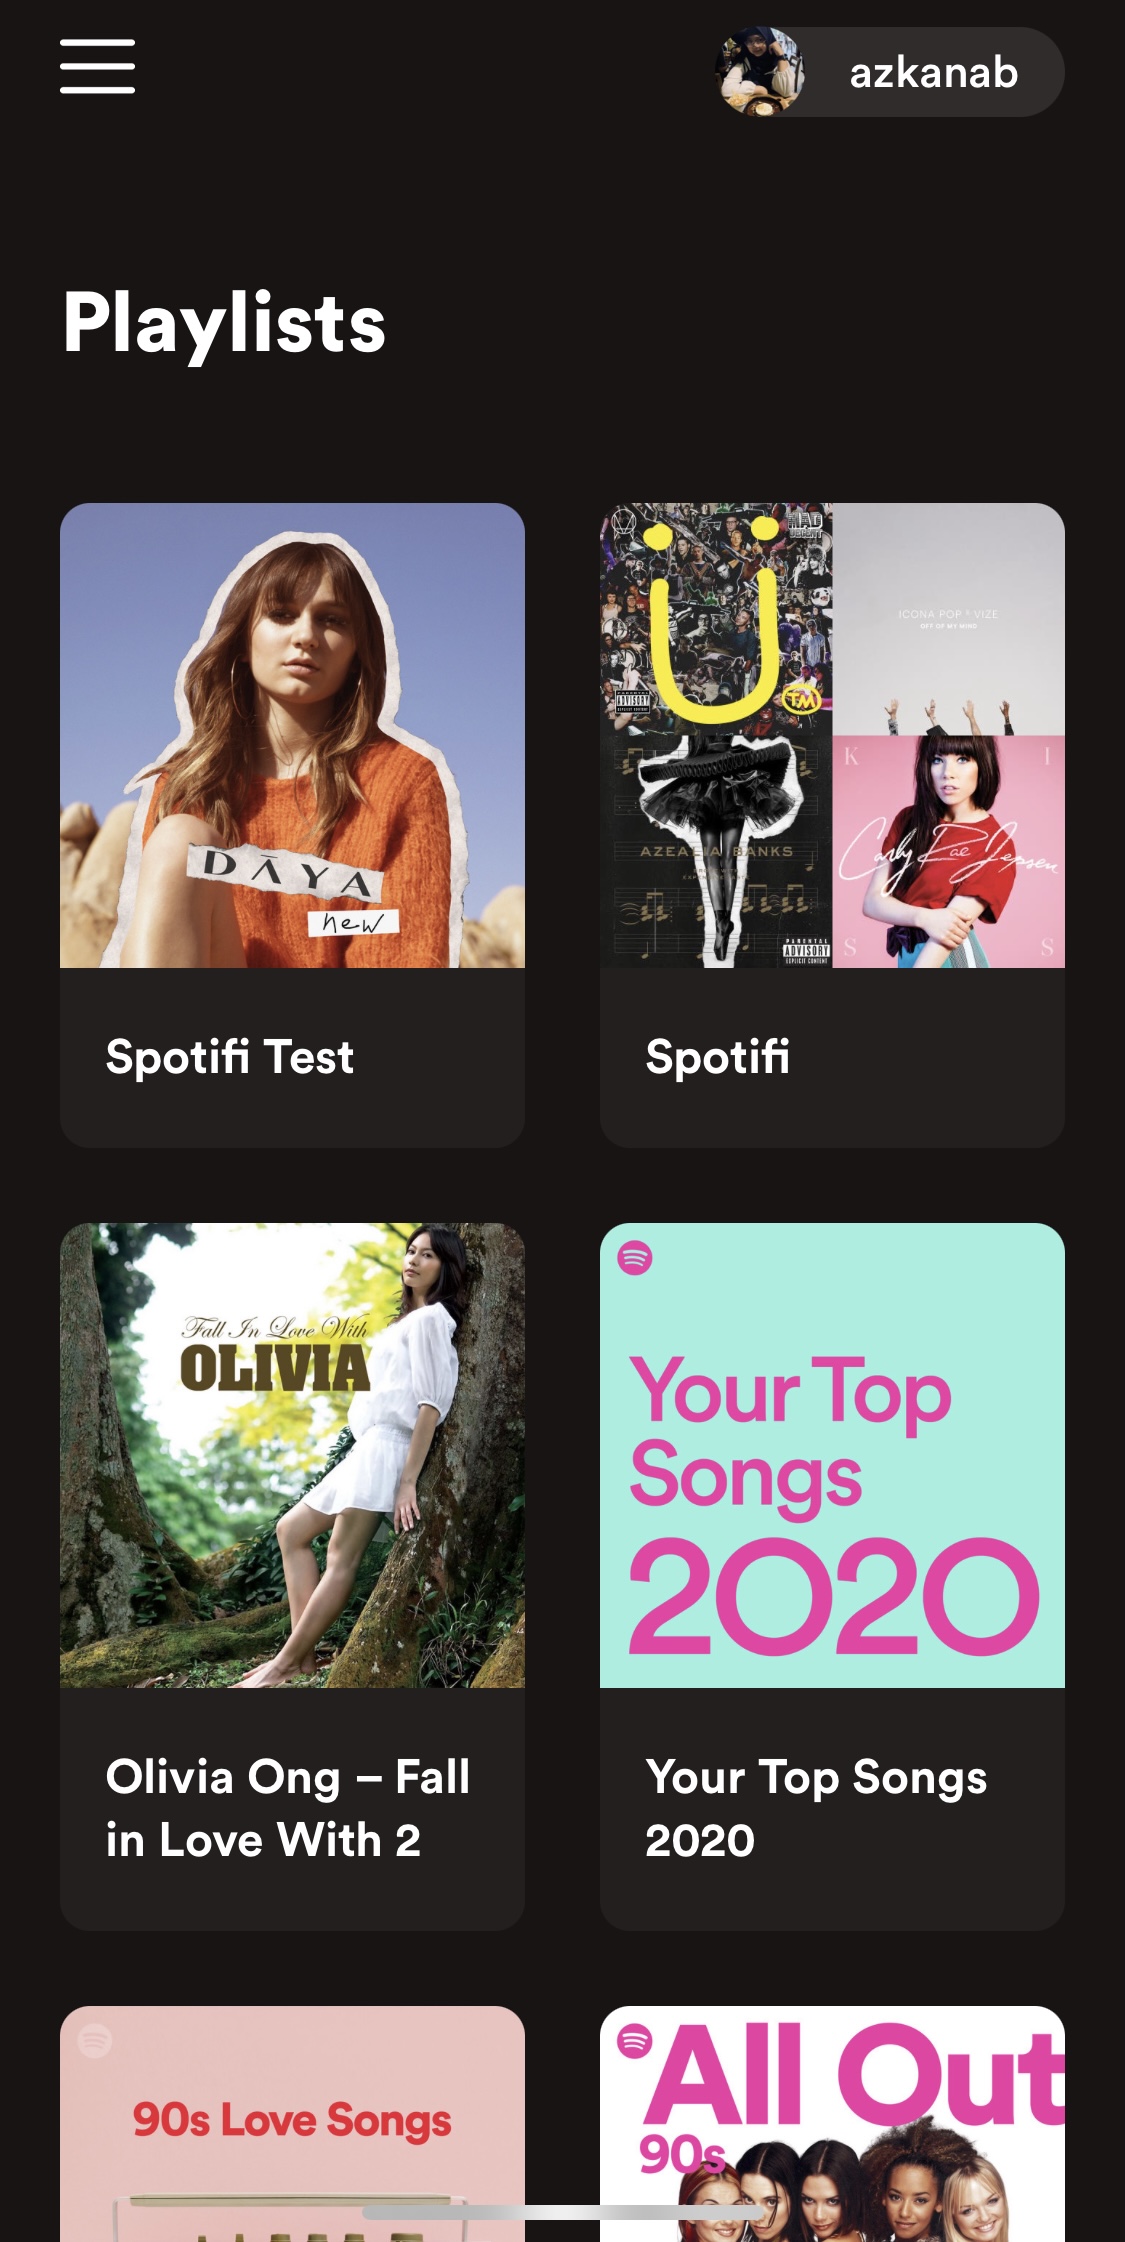 azkanab
Playlists
DĀYA
new
Ü
MAD
DECENT
TM
PARENTAL
ADVISORY
EXPLICIT CONTENT
ICONA POP & VIZE
OFF OF MY MIND
AZEALIA BANKS
PARENTAL
ADVISORY
EXPLICIT CONTENT
K I
Carly Rae Jepsen
S S
Spotifi Test
Spotifi
Fall In Love With
OLIVIA
Your Top
Songs
2020
Olivia Ong – Fall
in Love With 2
Your Top Songs
2020
90s Love Songs
All Out
90s